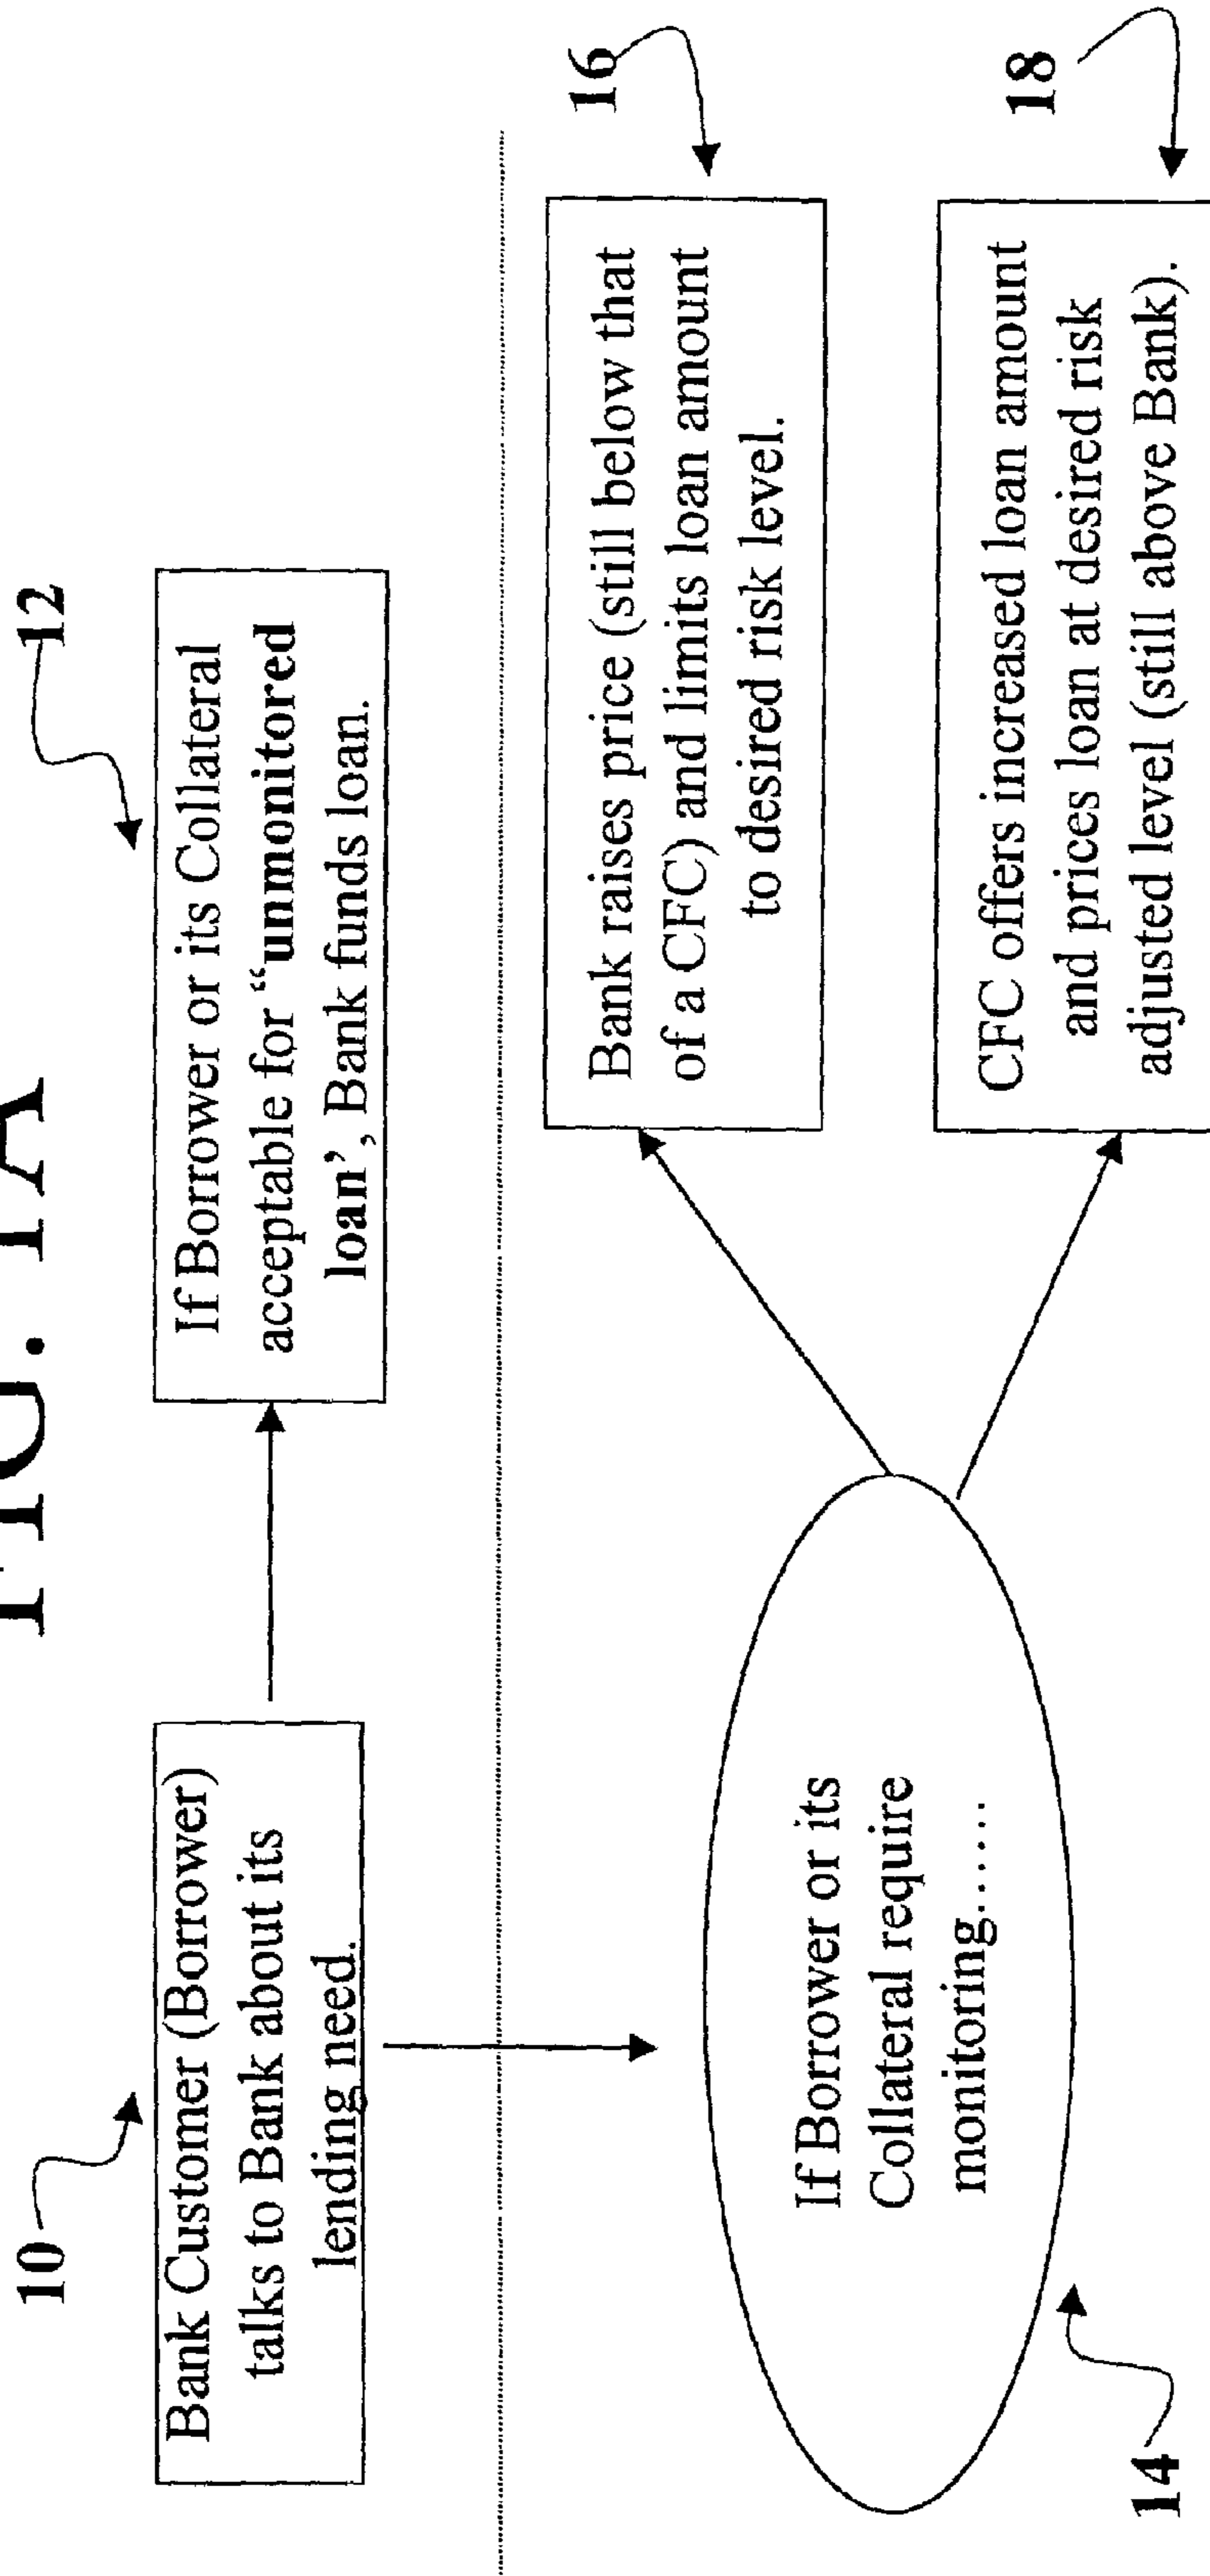 FIG. 1A
10
Bank Customer (Borrower)
talks to Bank about its
lending need.
12
If Borrower or its Collateral
acceptable for “unmonitored
loan’, Bank funds loan.
If Borrower or its
Collateral require
monitoring......
14
Bank raises price (still below that
of a CFC) and limits loan amount
to desired risk level.
16
CFC offers increased loan amount
and prices loan at desired risk
adjusted level (still above Bank).
18